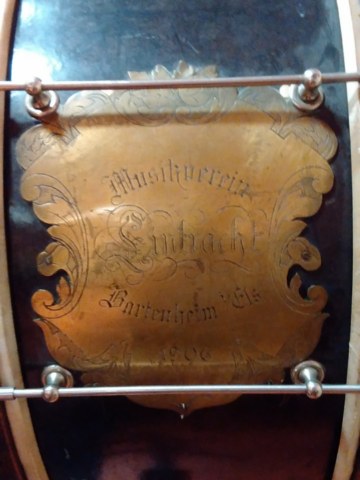 Musikverein
Eintracht
Bartenheim i/Els
1906